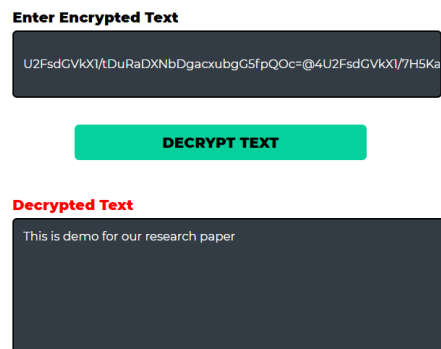 Enter Encrypted Text
U2FsdGVkX1/tDuRaDXNbDgacxubgG5fpQOc=@4U2FsdGVkX1/7H5Ka
DECRYPT TEXT
Decrypted Text
This is demo for our research paper